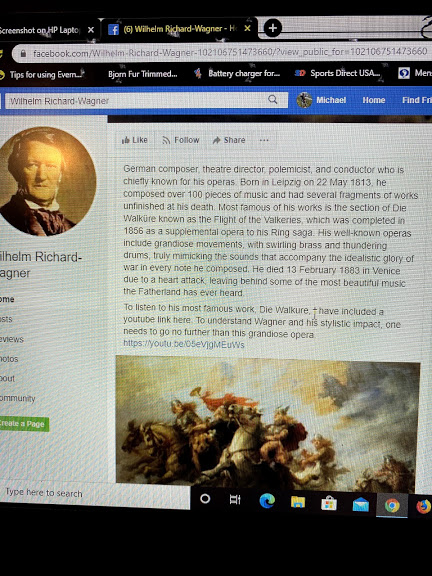 Screenshot on HP Lapto
(6) Wilhelm Richard-Wagner - H
facebook.com/Wilhelm-Richard-Wagner-102106751473660/?view_public_for=102106751473660
Tips for using Evern...
Bjorn Fur Trimmed...
Battery charger for...
Sports Direct USA...
Mens
Wilhelm Richard-Wagner
Michael
Home
Find Fri
Like
Follow
Share
German composer, theatre director, polemicist, and conductor who is
chiefly known for his operas. Born in Leipzig on 22 May 1813, he
composed over 100 pieces of music and had several fragments of works
unfinished at his death. Most famous of his works is the section of Die
Walküre known as the Flight of the Valkeries, which was completed in
1856 as a supplemental opera to his Ring saga. His well-known operas
include grandiose movements, with swirling brass and thundering
drums, truly mimicking the sounds that accompany the idealistic glory of
war in every note he composed. He died 13 February 1883 in Venice
due to a heart attack, leaving behind some of the most beautiful music
the Fatherland has ever heard.
To listen to his most famous work, Die Walkure, I have included a
youtube link here. To understand Wagner and his stylistic impact, one
needs to go no further than this grandiose opera.
https://youtu.be/05eVjgMEuWs
ilhelm Richard-
agner
ome
osts
eviews
hotos
bout
ommunity
Create a Page
Type here to search